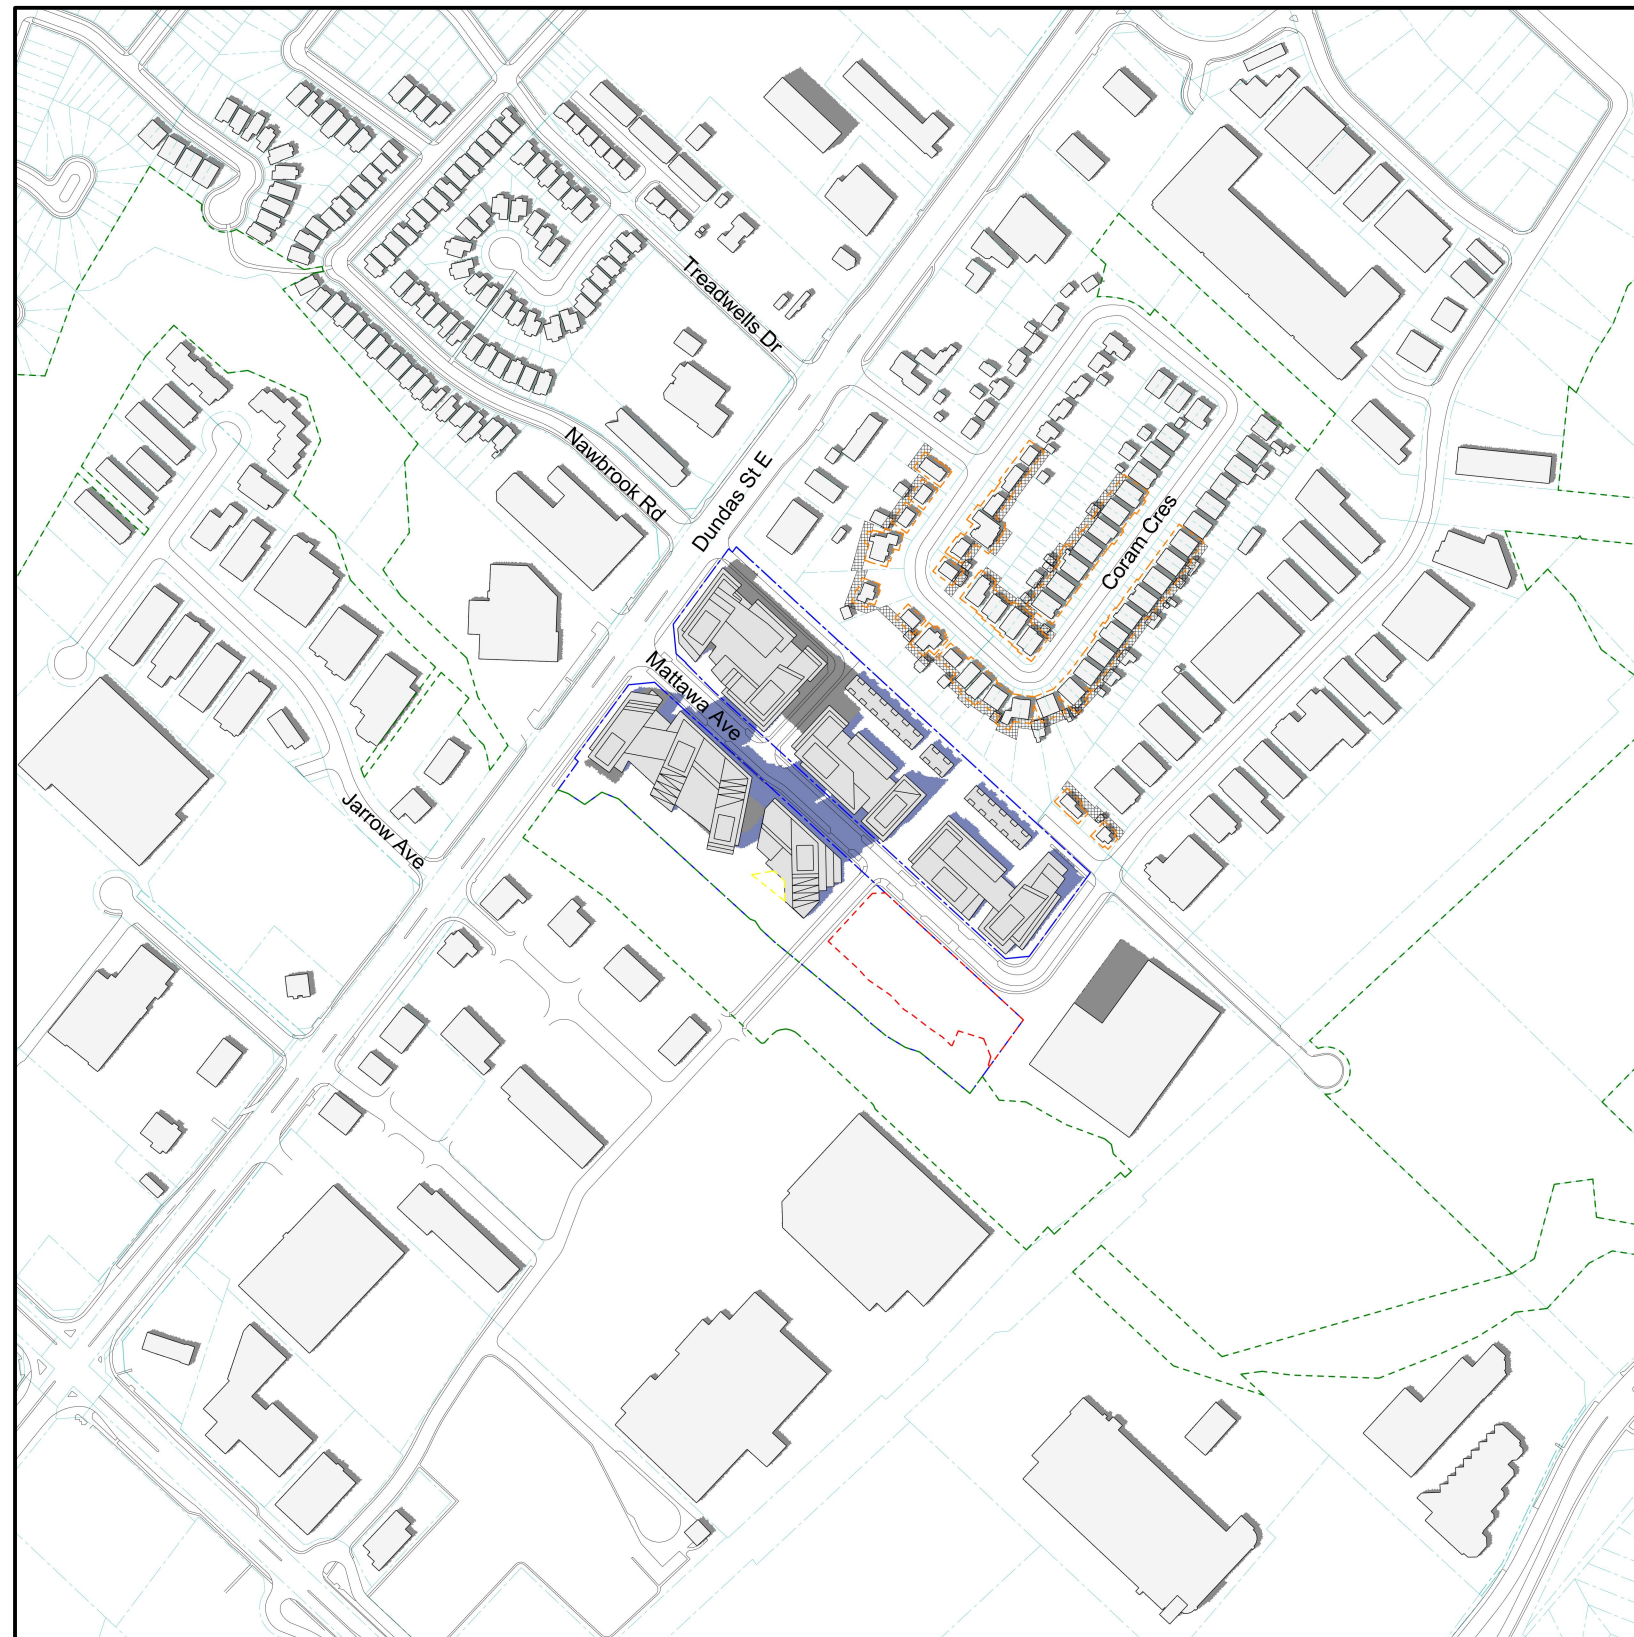 Treadwells Dr
Nawbrook Rd
Dundas St E
Coram Cres
Mattawa Ave
Jarrow Ave